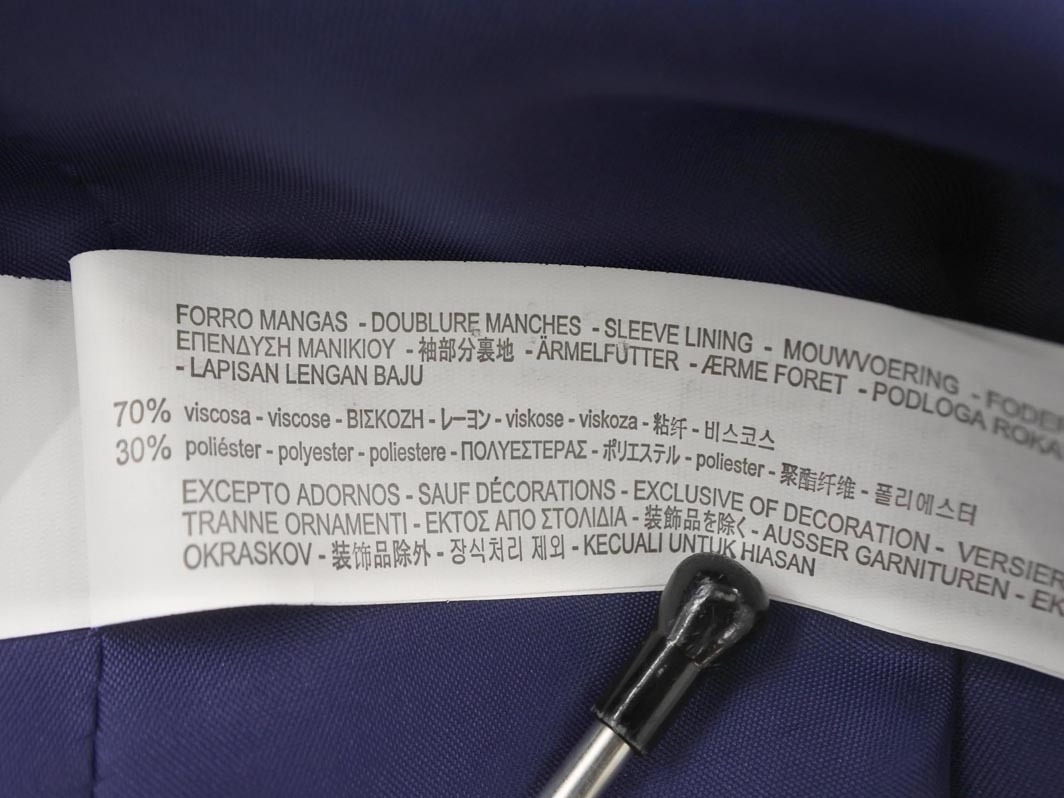 FORRO MANGAS - DOUBLURE MANCHES - SLEEVE LINING - MOUWVOERING - FODER
ΕΠΕΝΔΥΣΗ ΜΑΝΙΚΙΟΥ - 袖部分裏地 - ÄRMELFUTTER - ÆRME FORET - PODLOGA ROKA
- LAPISAN LENGAN BAJU
70% viscosa - viscose - ΒΙΣΚΟΖΗ - レーヨン - viskose - viskoza - 粘纤 - 비스코스
30% poliéster - polyester - poliestere - ΠΟΛΥΕΣΤΕΡΑΣ - ポリエステル - poliester - 聚酯纤维 - 폴리에스터
EXCEPTO ADORNOS - SAUF DÉCORATIONS - EXCLUSIVE OF DECORATION - VERSIER
TRANNE ORNAMENTI - ΕΚΤΟΣ ΑΠΟ ΣΤΟΛΙΔΙΑ - 装飾品を除く - AUSSER GARNITUREN - EK
OKRASKOV - 装饰品除外 - 장식처리 제외 - KECUALI UNTUK HIASAN